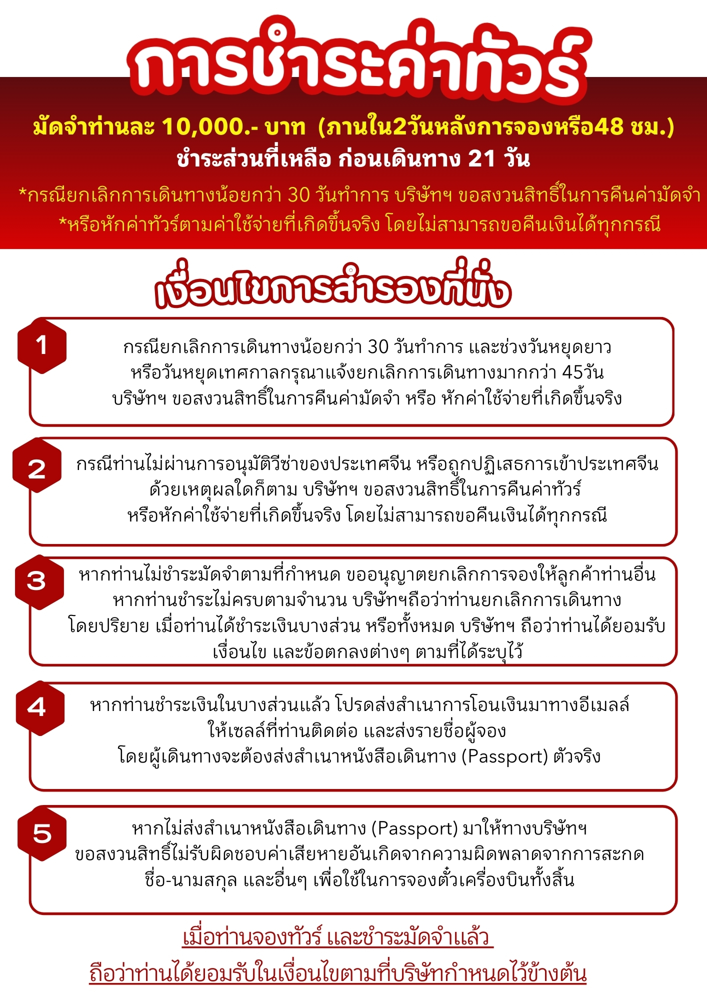 การชำระค่าทัวร์
มัดจำท่านละ 10,000.- บาท (ภานใน2วันหลังการจองหรือ48 ชม.)
ชำระส่วนที่เหลือ ก่อนเดินทาง 21 วัน
*กรณียกเลิกการเดินทางน้อยกว่า 30 วันทำการ บริษัทฯ ขอสงวนสิทธิ์ในการคืนค่ามัดจำ
*หรือหักค่าทัวร์ตามค่าใช้จ่ายที่เกิดขึ้นจริง โดยไม่สามารถขอคืนเงินได้ทุกกรณี
เงื่อนไขการสำรองที่นั่ง
1
กรณียกเลิกการเดินทางน้อยกว่า 30 วันทำการ และช่วงวันหยุดยาว
หรือวันหยุดเทศกาลกรุณาแจ้งยกเลิกการเดินทางมากกว่า 45วัน
บริษัทฯ ขอสงวนสิทธิ์ในการคืนค่ามัดจำ หรือ หักค่าใช้จ่ายที่เกิดขึ้นจริง
2
กรณีท่านไม่ผ่านการอนุมัติวีซ่าของประเทศจีน หรือถูกปฏิเสธการเข้าประเทศจีน
ด้วยเหตุผลใดก็ตาม บริษัทฯ ขอสงวนสิทธิ์ในการคืนค่าทัวร์
หรือหักค่าใช้จ่ายที่เกิดขึ้นจริง โดยไม่สามารถขอคืนเงินได้ทุกกรณี
3
หากท่านไม่ชำระมัดจำตามที่กำหนด ขออนุญาตยกเลิกการจองให้ลูกค้าท่านอื่น
หากท่านชำระไม่ครบตามจำนวน บริษัทฯถือว่าท่านยกเลิกการเดินทาง
โดยปริยาย เมื่อท่านได้ชำระเงินบางส่วน หรือทั้งหมด บริษัทฯ ถือว่าท่านได้ยอมรับ
เงื่อนไข และข้อตกลงต่างๆ ตามที่ได้ระบุไว้
4
หากท่านชำระเงินในบางส่วนแล้ว โปรดส่งสำเนาการโอนเงินมาทางอีเมลล์
ให้เซลล์ที่ท่านติดต่อ และส่งรายชื่อผู้จอง
โดยผู้เดินทางจะต้องส่งสำเนาหนังสือเดินทาง (Passport) ตัวจริง
5
หากไม่ส่งสำเนาหนังสือเดินทาง (Passport) มาให้ทางบริษัทฯ
ขอสงวนสิทธิ์ไม่รับผิดชอบค่าเสียหายอันเกิดจากความผิดพลาดจากการสะกด
ชื่อ-นามสกุล และอื่นๆ เพื่อใช้ในการจองตั๋วเครื่องบินทั้งสิ้น
เมื่อท่านจองทัวร์ และชำระมัดจำแล้ว
ถือว่าท่านได้ยอมรับในเงื่อนไขตามที่บริษัทกำหนดไว้ข้างต้น